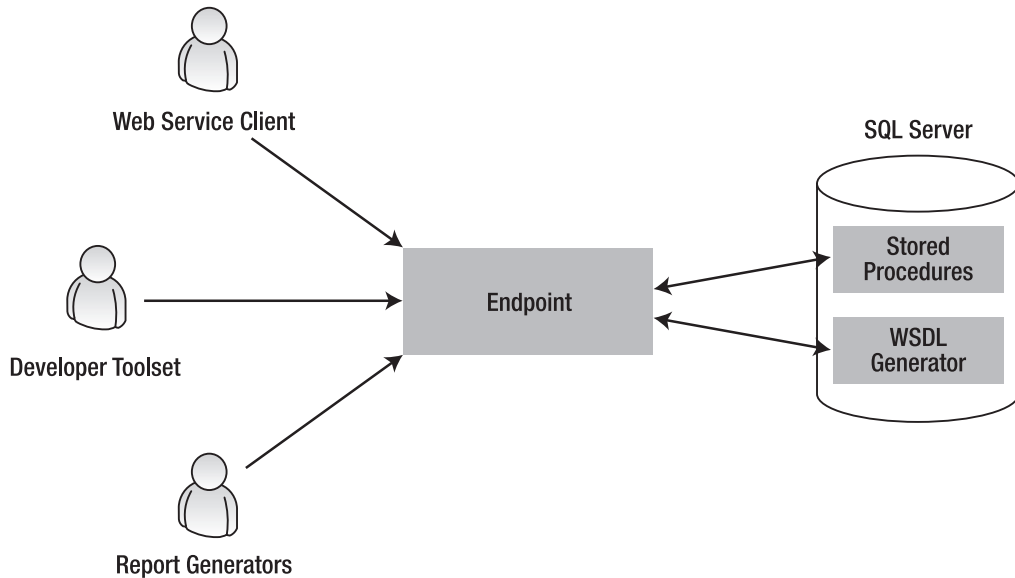 Web Service Client
SQL Server
Stored
Procedures
Endpoint
WSDL
Generator
Developer Toolset
Report Generators